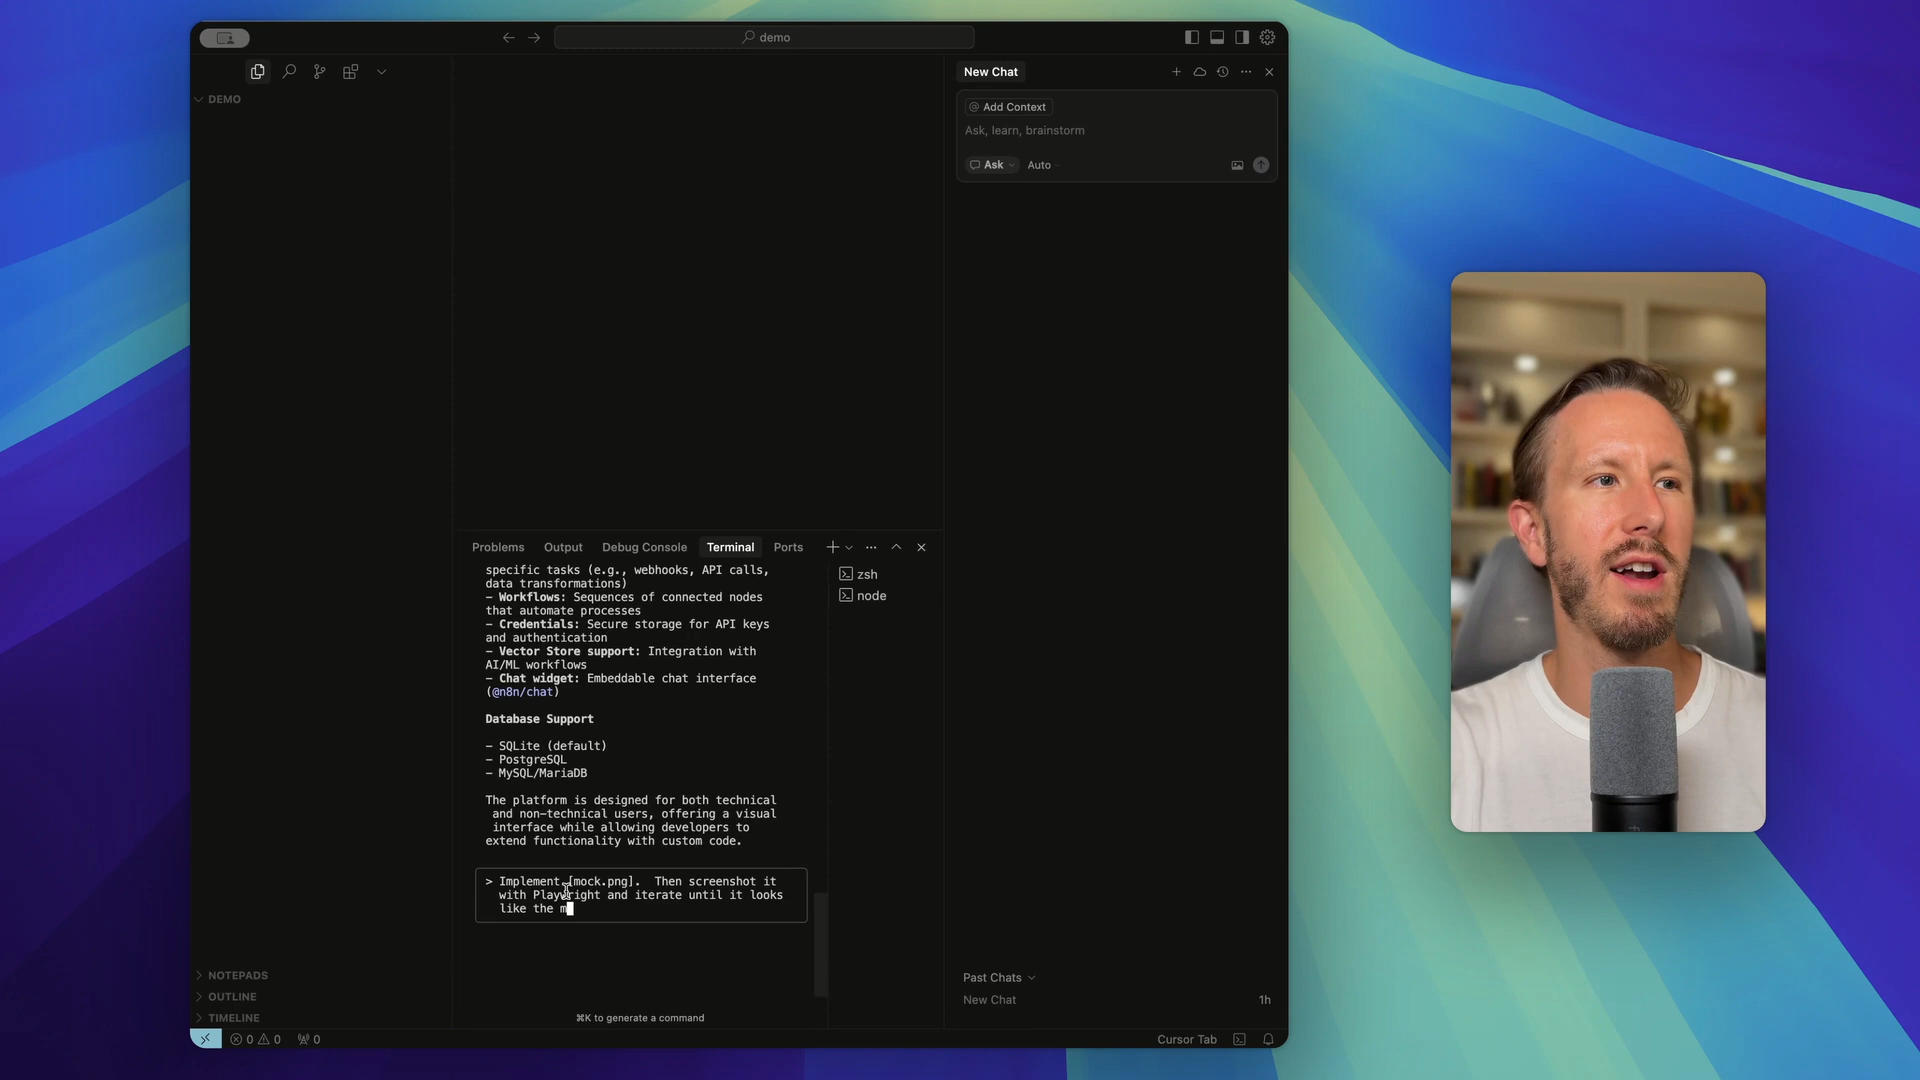 demo
DEMO
New Chat
@ Add Context
Ask, learn, brainstorm
Ask
Auto
Problems
Output
Debug Console
Terminal
Ports
specific tasks (e.g., webhooks, API calls,
data transformations)
– Workflows: Sequences of connected nodes
that automate processes
– Credentials: Secure storage for API keys
and authentication
– Vector Store support: Integration with
AI/ML workflows
– Chat widget: Embeddable chat interface
(@n8n/chat)
Database Support
– SQLite (default)
– PostgreSQL
– MySQL/MariaDB
The platform is designed for both technical
and non-technical users, offering a visual
interface while allowing developers to
extend functionality with custom code.
> Implement [mock.png]. Then screenshot it
with Playwright and iterate until it looks
like the m
zsh
node
⌘K to generate a command
NOTEPADS
OUTLINE
TIMELINE
Past Chats
New Chat
1h
0
0
0
Cursor Tab